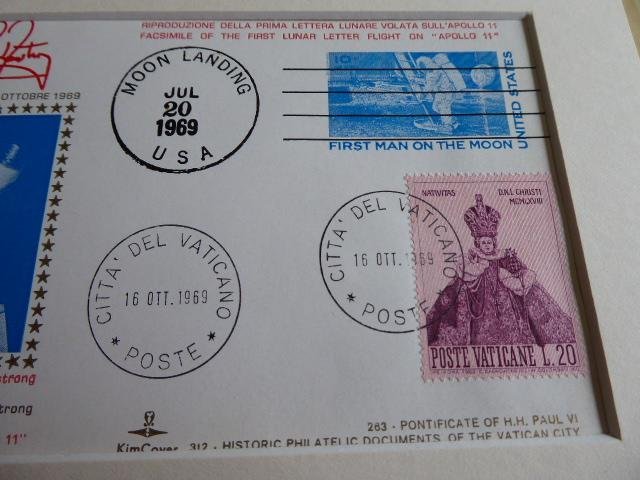 RIPRODUZIONE DELLA PRIMA LETTERA LUNARE VOLATA SULL'APOLLO 11
FACSIMILE OF THE FIRST LUNAR LETTER FLIGHT ON "APOLLO 11"
OTTOBRE 1969
MOON LANDING
JUL
20
1969
USA
10c
UNITED STATES
FIRST MAN ON THE MOON
NATIVITAS D.N.I. CHRISTI
MCMLXVIII
CITTA' DEL VATICANO
16 OTT. 1969
* POSTE *
CITTA' DEL VATICANO
16 OTT. 1969
* POSTE *
POSTE VATICANE L.20
strong
strong
11"
KimCover
263 - PONTIFICATE OF H.H. PAUL VI
312 - HISTORIC PHILATELIC DOCUMENTS OF THE VATICAN CITY